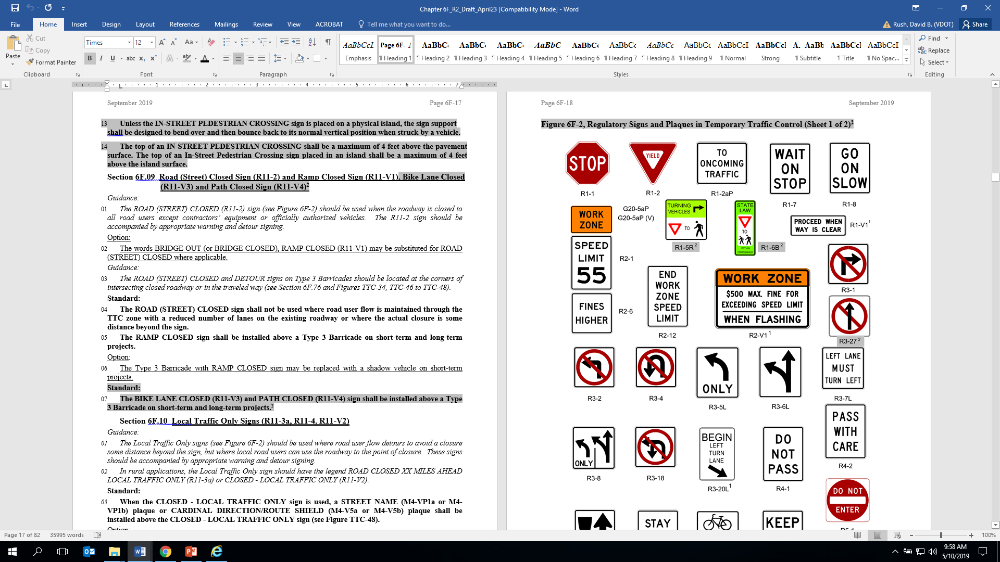 Chapter 6F_R2_Draft_April23 [Compatibility Mode] - Word
File Home Insert Design Layout References Mailings Review View ACROBAT Tell me what you want to do... Rush, David B. (VDOT) Share
Paste
Cut
Copy
Format Painter
Clipboard
Times 12
Font
Paragraph
AaBbCcI Page 6F- AaBbC AaBbC AaBbC AaBbC AaBbC AaBbCc AaBbCc AaBbCc AaBbCcI AaBbCcI A. AaBb AaBbCcI AaBbCcI
Emphasis ¶ Heading 1 ¶ Heading 2 ¶ Heading 3 ¶ Heading 4 ¶ Heading 5 ¶ Heading 6 ¶ Heading 7 ¶ Heading 8 ¶ Heading 9 ¶ Normal Strong ¶ Subtitle ¶ Title ¶ No Spac...
Styles
Find
Replace
Select
Editing
1 2 3 4 5 6 7
September 2019 Page 6F-17
13 Unless the IN-STREET PEDESTRIAN CROSSING sign is placed on a physical island, the sign support
shall be designed to bend over and then bounce back to its normal vertical position when struck by a vehicle.
14 The top of an IN-STREET PEDESTRIAN CROSSING shall be a maximum of 4 feet above the pavement
surface. The top of an In-Street Pedestrian Crossing sign placed in an island shall be a maximum of 4 feet
above the island surface.
Section 6F.09 Road (Street) Closed Sign (R11-2) and Ramp Closed Sign (R11-V1), Bike Lane Closed
(R11-V3) and Path Closed Sign (R11-V4)²
Guidance:
01 The ROAD (STREET) CLOSED (R11-2) sign (see Figure 6F-2) should be used when the roadway is closed to
all road users except contractors' equipment or officially authorized vehicles. The R11-2 sign should be
accompanied by appropriate warning and detour signing.
Option:
02 The words BRIDGE OUT (or BRIDGE CLOSED), RAMP CLOSED (R11-V1) may be substituted for ROAD
(STREET) CLOSED where applicable.
Guidance:
03 The ROAD (STREET) CLOSED and DETOUR signs on Type 3 Barricades should be located at the corners of
intersecting closed roadway or in the traveled way (see Section 6F.76 and Figures TTC-34, TTC-46 to TTC-48).
Standard:
04 The ROAD (STREET) CLOSED sign shall not be used where road user flow is maintained through the
TTC zone with a reduced number of lanes on the existing roadway or where the actual closure is some
distance beyond the sign.
05 The RAMP CLOSED sign shall be installed above a Type 3 Barricade on short-term and long-term
projects.
Option:
06 The Type 3 Barricade with RAMP CLOSED sign may be replaced with a shadow vehicle on short-term
projects.
Standard:
07 The BIKE LANE CLOSED (R11-V3) and PATH CLOSED (R11-V4) sign shall be installed above a Type
3 Barricade on short-term and long-term projects.²
Section 6F.10 Local Traffic Only Signs (R11-3a, R11-4, R11-V2)
Guidance:
01 The Local Traffic Only signs (see Figure 6F-2) should be used where road user flow detours to avoid a closure
some distance beyond the sign, but where local road users can use the roadway to the point of closure. These signs
should be accompanied by appropriate warning and detour signing.
02 In rural applications, the Local Traffic Only sign should have the legend ROAD CLOSED XX MILES AHEAD
LOCAL TRAFFIC ONLY (R11-3a) or CLOSED - LOCAL TRAFFIC ONLY (R11-V2).
Standard:
03 When the CLOSED - LOCAL TRAFFIC ONLY sign is used, a STREET NAME (M4-VP1a or M4-
VP1b) plaque or CARDINAL DIRECTION/ROUTE SHIELD (M4-V5a or M4-V5b) plaque shall be
installed above the CLOSED - LOCAL TRAFFIC ONLY sign (see Figure TTC-48).
Option:
Page 6F-18 September 2019
Figure 6F-2, Regulatory Signs and Plaques in Temporary Traffic Control (Sheet 1 of 2)²
STOP
R1-1
YIELD
R1-2
TO
ONCOMING
TRAFFIC
R1-2aP
WAIT
ON
STOP
R1-7
GO
ON
SLOW
R1-8
WORK
ZONE
G20-5aP
G20-5aP (V)
TURNING
VEHICLES
TO
R1-5R²
STATE
LAW
TO
WITHIN
CROSSWALK
R1-6B²
PROCEED WHEN
WAY IS CLEAR
R1-V1¹
SPEED
LIMIT
55
R2-1
FINES
HIGHER
R2-6
END
WORK
ZONE
SPEED
LIMIT
R2-12
WORK ZONE
$500 MAX. FINE FOR
EXCEEDING SPEED LIMIT
WHEN FLASHING
R2-V1¹
R3-1
R3-27²
R3-2
R3-4
ONLY
R3-5L
R3-6L
LEFT LANE
MUST
TURN LEFT
R3-7L
ONLY
R3-8
R3-18
BEGIN
LEFT
TURN
LANE
R3-20L¹
DO
NOT
PASS
R4-1
PASS
WITH
CARE
R4-2
DO NOT
ENTER
R5-1
STAY
KEEP
Page 17 of 82 35995 words 100%
9:58 AM
5/10/2019